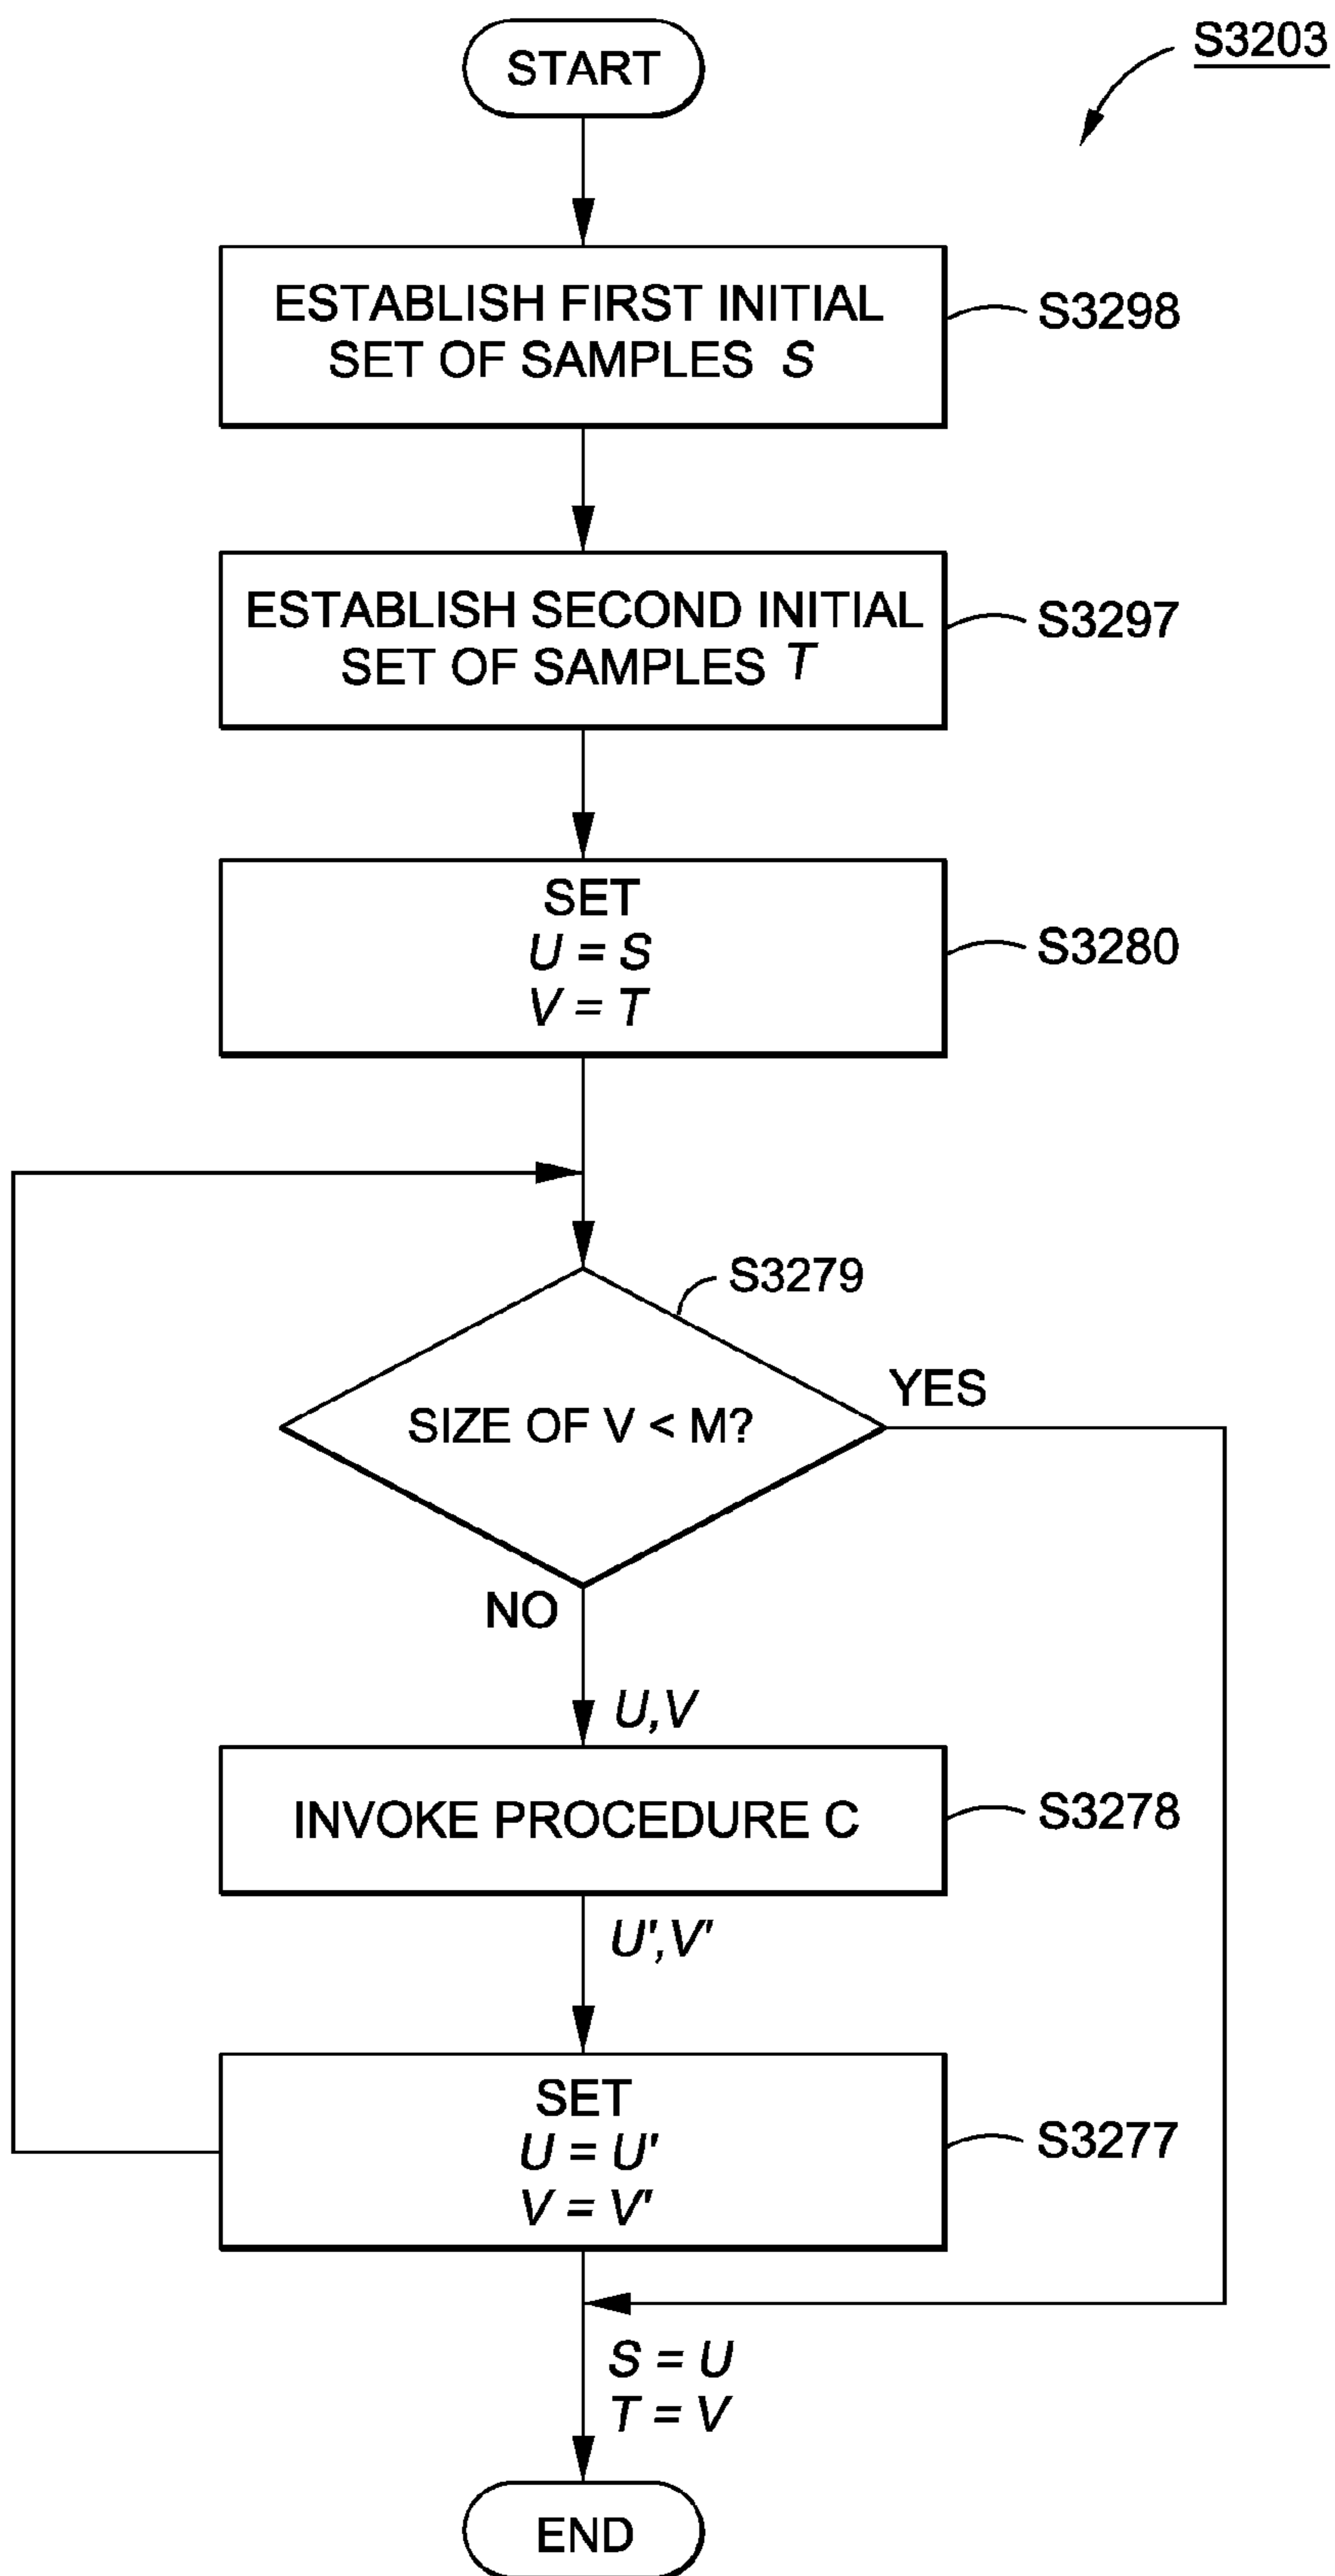 S3203
START
ESTABLISH FIRST INITIAL
SET OF SAMPLES S
S3298
ESTABLISH SECOND INITIAL
SET OF SAMPLES T
S3297
SET
U = S
V = T
S3280
S3279
SIZE OF V < M?
YES
NO
U,V
INVOKE PROCEDURE C
S3278
U',V'
SET
U = U'
V = V'
S3277
S = U
T = V
END